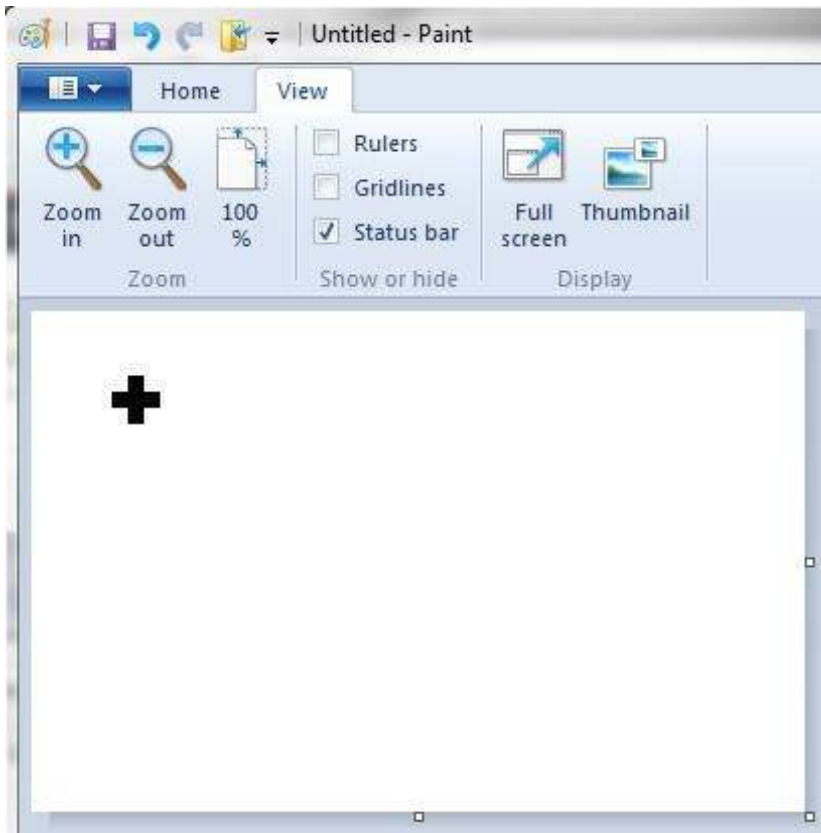 Untitled - Paint
Home View
Rulers
Gridlines
Status bar
Zoom in
Zoom out
100 %
Full screen
Thumbnail
Zoom
Show or hide
Display